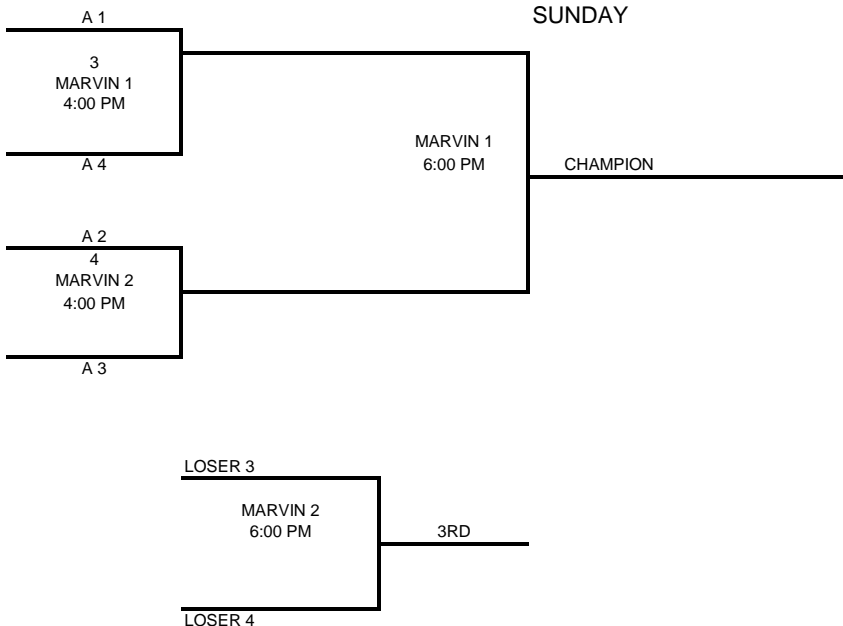 SUNDAY
A 1
3
MARVIN 1
4:00 PM
A 4
MARVIN 1
6:00 PM
CHAMPION
A 2
4
MARVIN 2
4:00 PM
A 3
LOSER 3
MARVIN 2
6:00 PM
3RD
LOSER 4